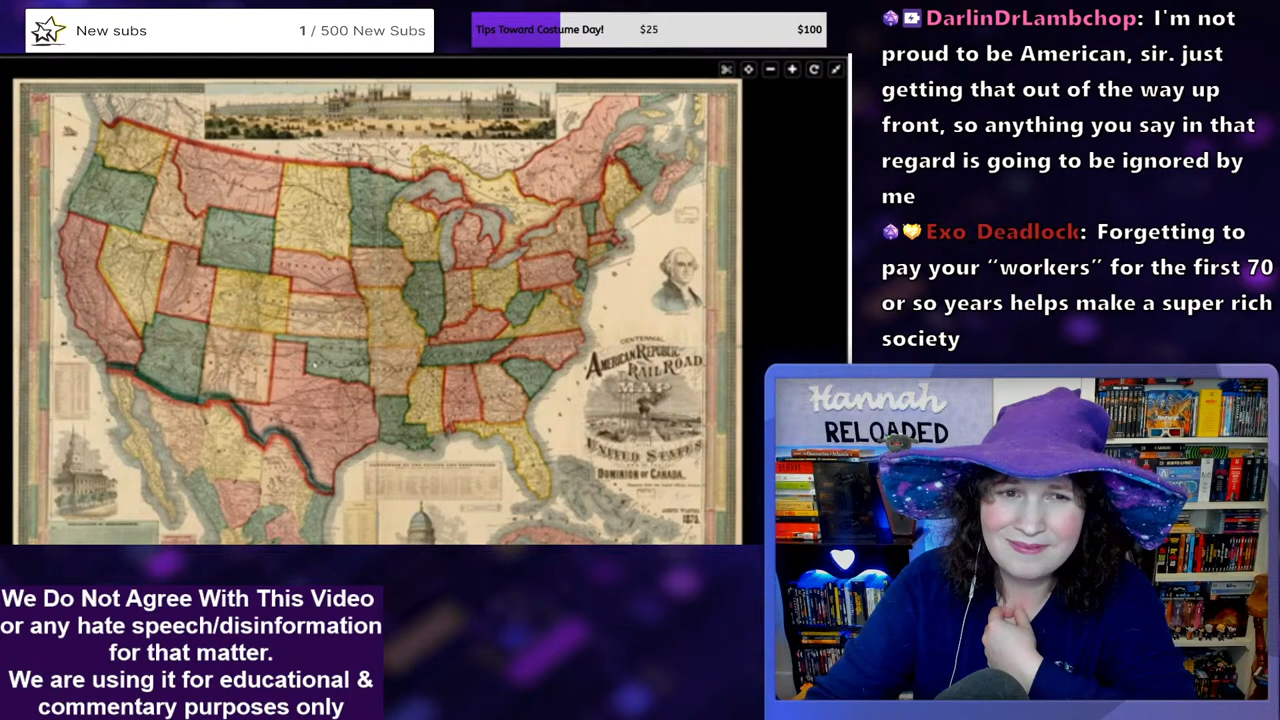 New subs
1 / 500 New Subs
Tips Toward Costume Day!
$25
$100
DarlinDrLambchop: I'm not
proud to be American, sir. just
getting that out of the way up
front, so anything you say in that
regard is going to be ignored by
me
Exo_Deadlock: Forgetting to
pay your “workers” for the first 70
or so years helps make a super rich
society
CENTENNIAL
AMERICAN REPUBLIC
RAILROAD
MAP
UNITED STATES
DOMINION OF CANADA.
1875
Hannah
RELOADED
We Do Not Agree With This Video
or any hate speech/disinformation
for that matter.
We are using it for educational &
commentary purposes only